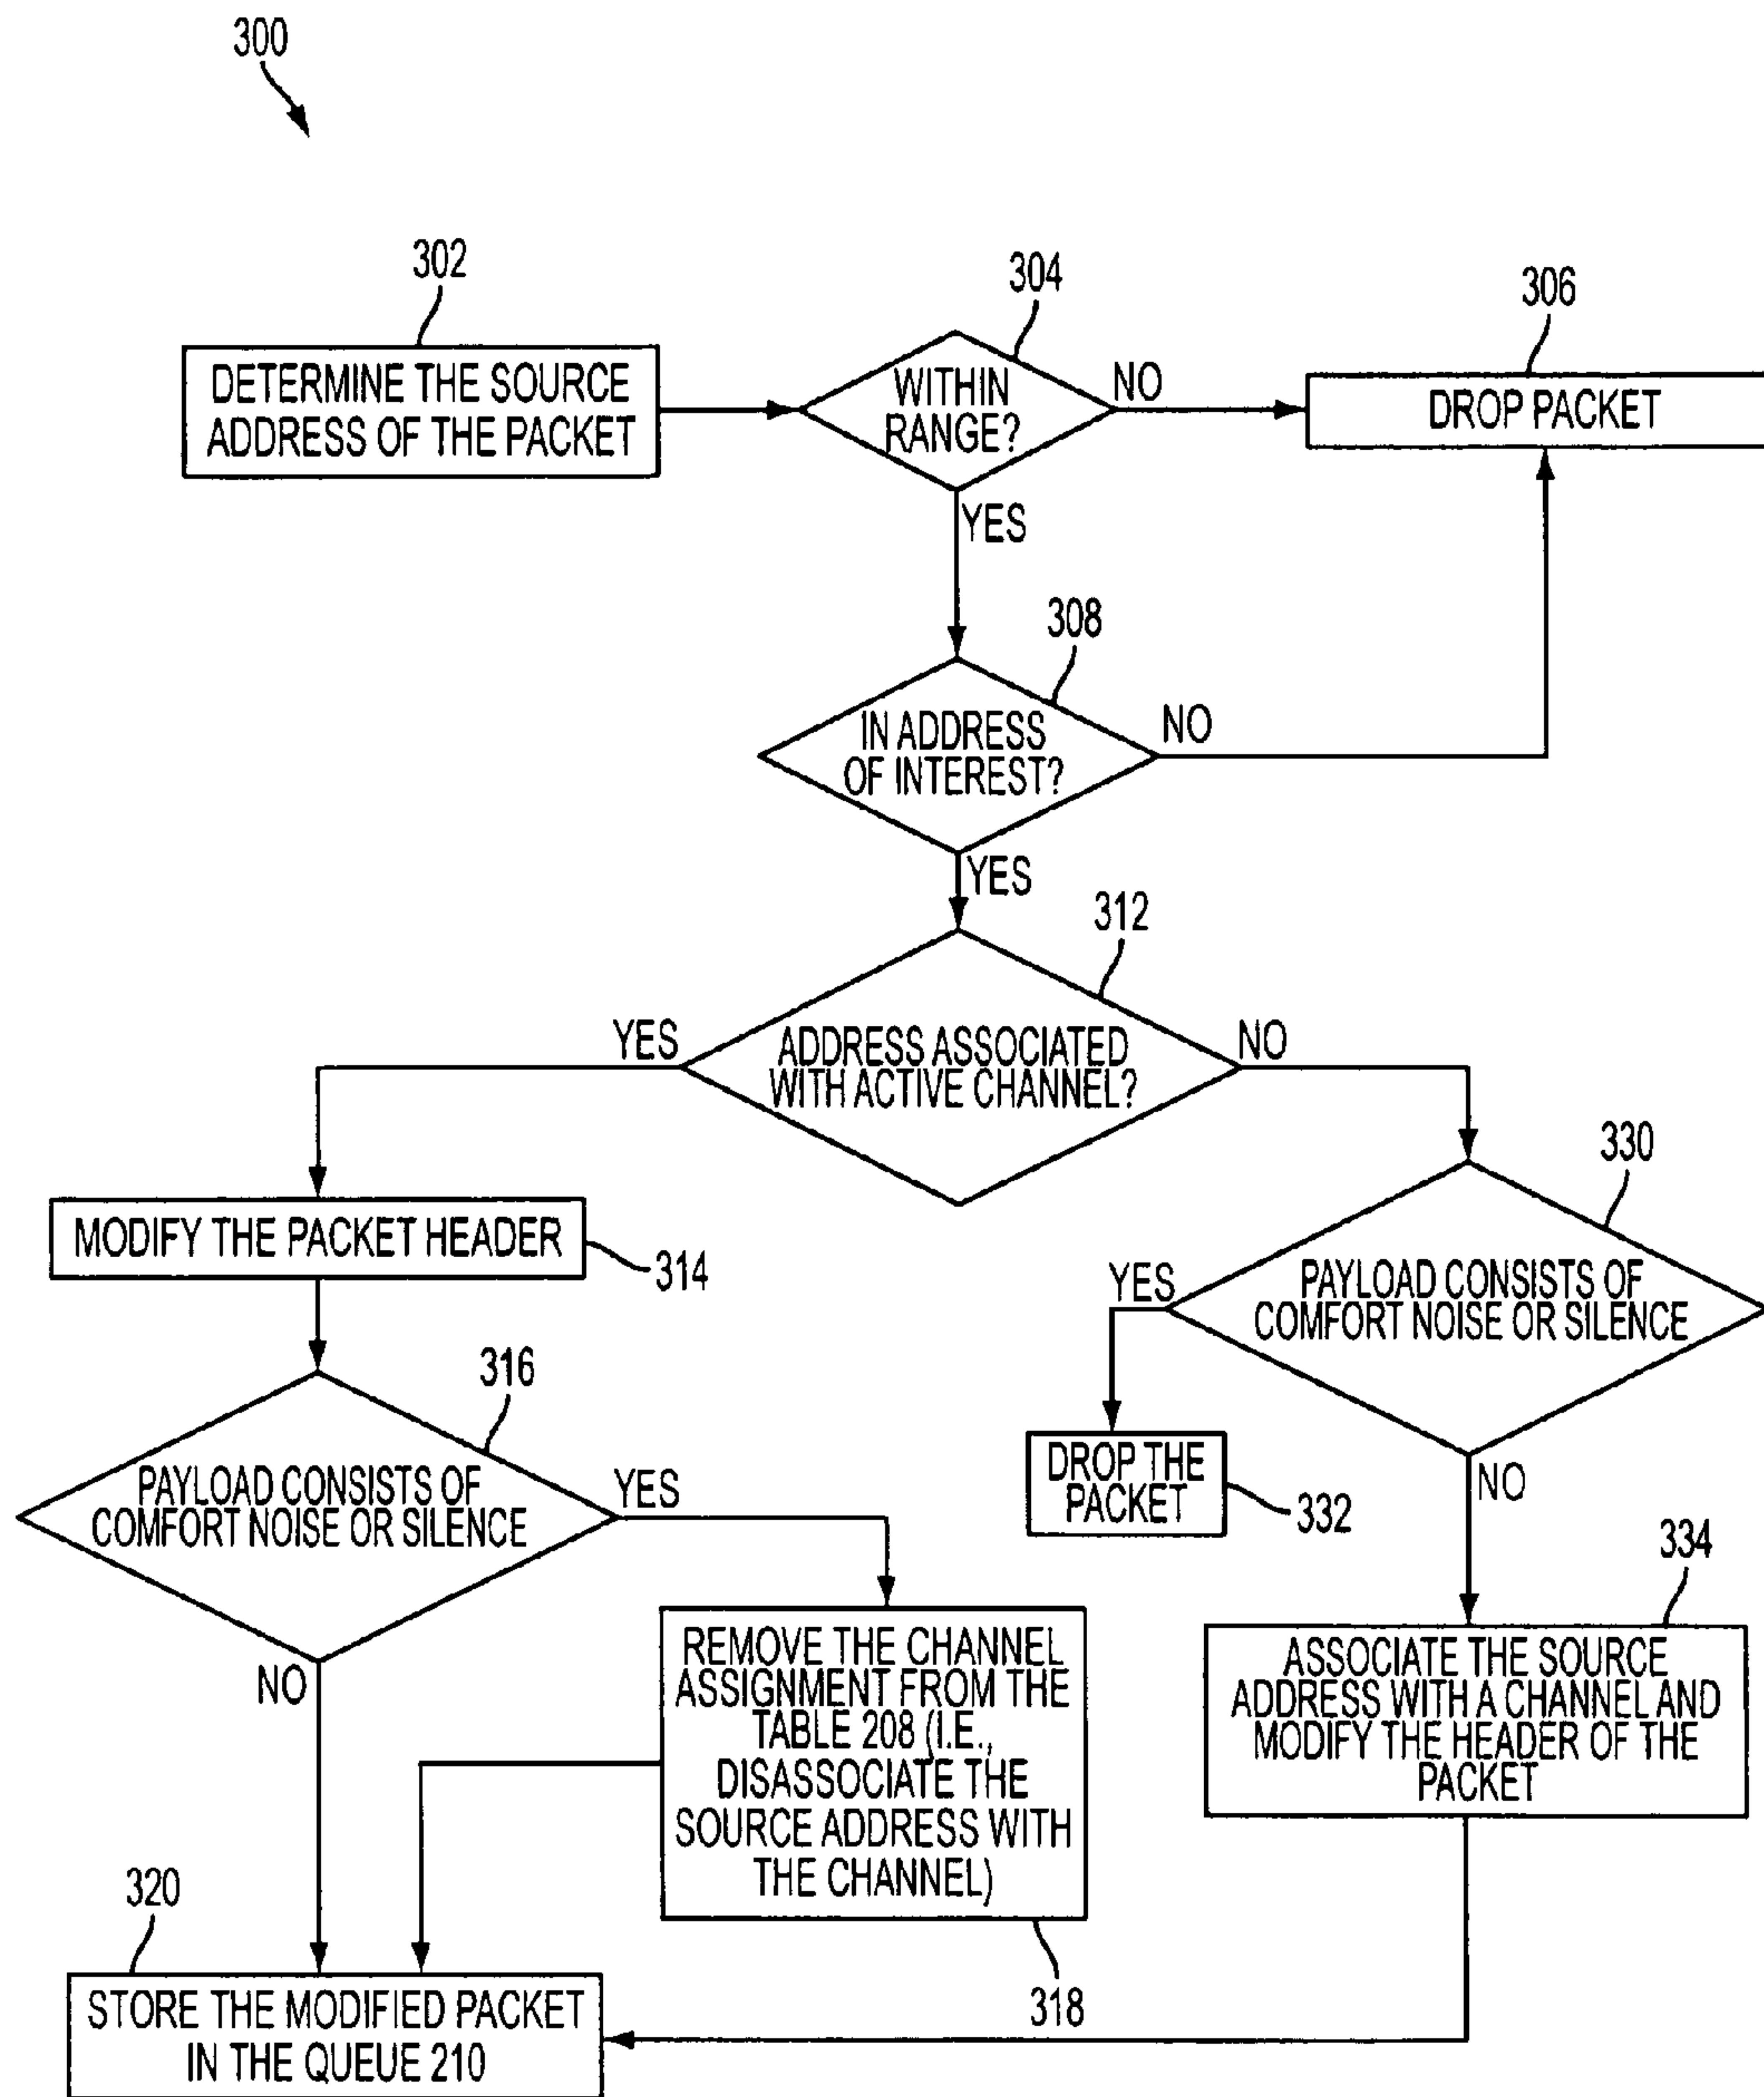 300
302
DETERMINE THE SOURCE
ADDRESS OF THE PACKET
304
WITHIN
RANGE?
NO
306
DROP PACKET
YES
308
IN ADDRESS
OF INTEREST?
NO
YES
312
ADDRESS ASSOCIATED
WITH ACTIVE CHANNEL?
YES
NO
MODIFY THE PACKET HEADER
314
330
PAYLOAD CONSISTS OF
COMFORT NOISE OR SILENCE
YES
NO
316
PAYLOAD CONSISTS OF
COMFORT NOISE OR SILENCE
YES
NO
DROP THE
PACKET
332
334
ASSOCIATE THE SOURCE
ADDRESS WITH A CHANNEL AND
MODIFY THE HEADER OF THE
PACKET
REMOVE THE CHANNEL
ASSIGNMENT FROM THE
TABLE 208 (I.E.,
DISASSOCIATE THE
SOURCE ADDRESS WITH
THE CHANNEL)
318
320
STORE THE MODIFIED PACKET
IN THE QUEUE 210